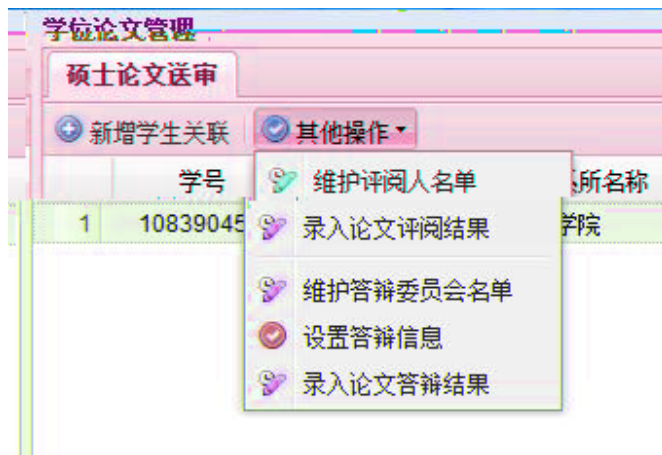 学位论文管理
硕士论文送审
新增学生关联 其他操作
学号 所名称
维护评阅人名单
1 10839045 学院
录入论文评阅结果
维护答辩委员会名单
设置答辩信息
录入论文答辩结果